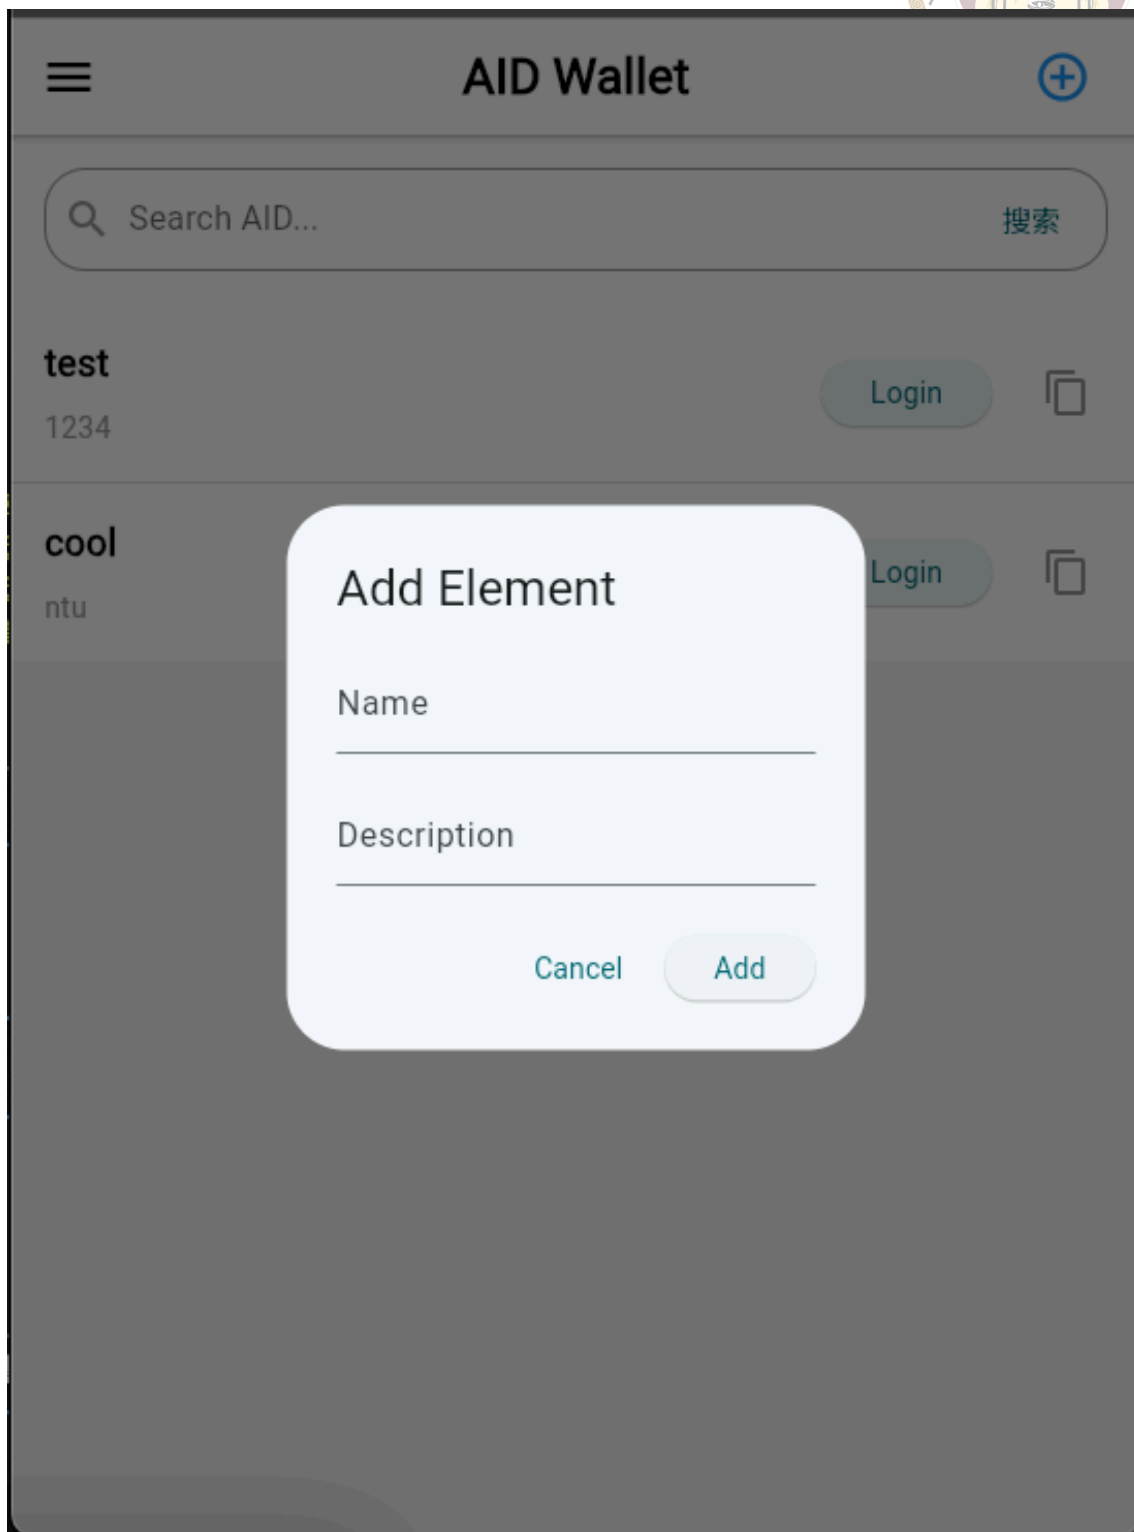 AID Wallet
Search AID...
搜索
test
1234
Login
cool
ntu
Login
Add Element
Name
Description
Cancel
Add